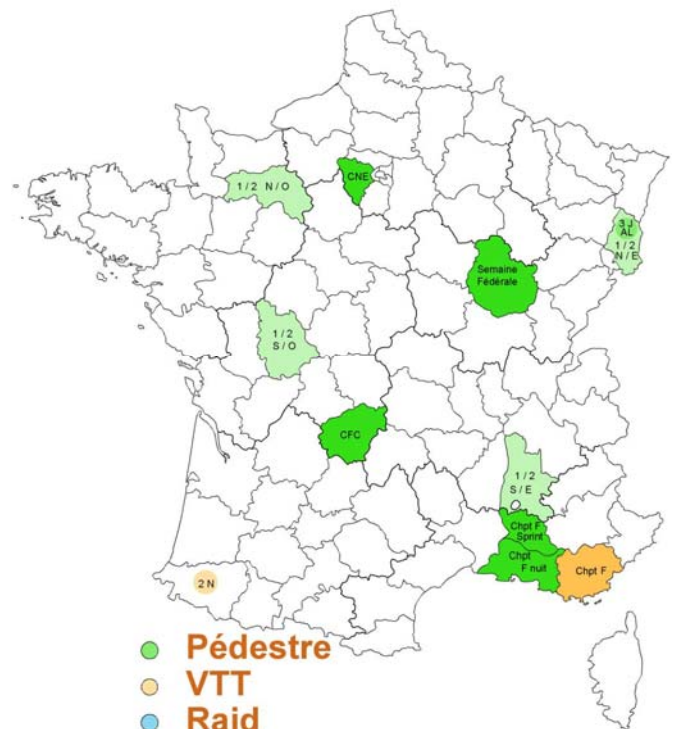 CNE
1 / 2 N / O
3 J
AL
1 / 2
N / E
Semaine
Fédérale
1 / 2
S / O
CFC
1 / 2
S / E
Chpt F
Sprint
Chpt
F nuit
Chpt F
2 N
Pédestre
VTT
Raid